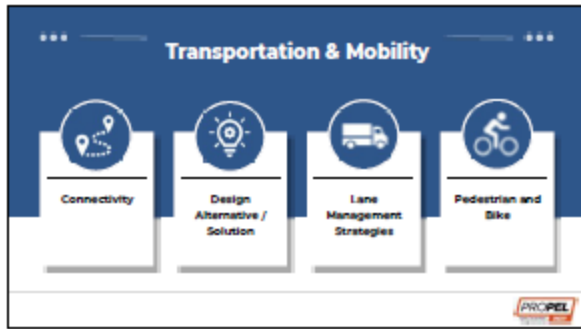 Transportation & Mobility
Connectivity
Design
Alternative /
Solution
Lane
Management
Strategies
Pedestrian and
Bike
PROPEL